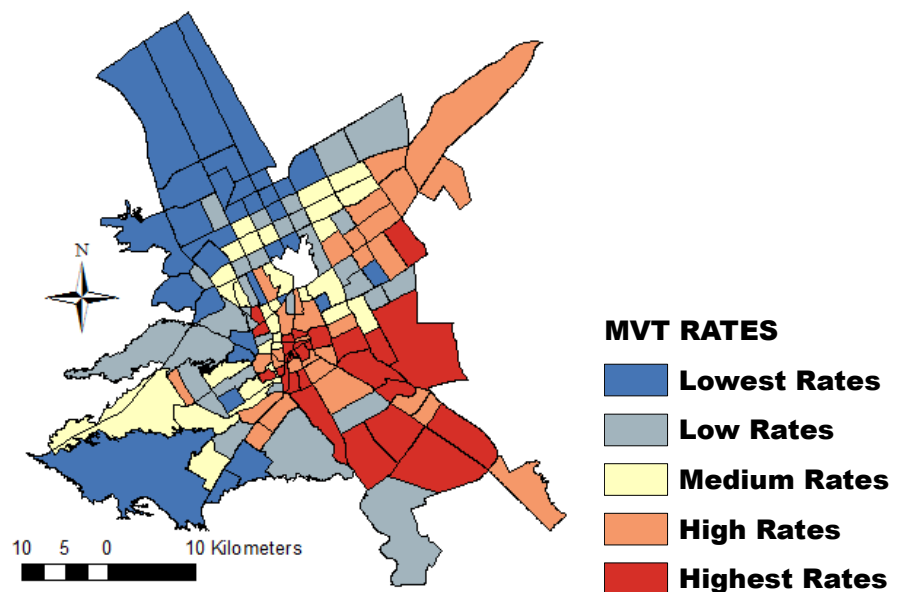 N
MVT RATES
Lowest Rates
Low Rates
Medium Rates
High Rates
Highest Rates
10 5 0 10 Kilometers